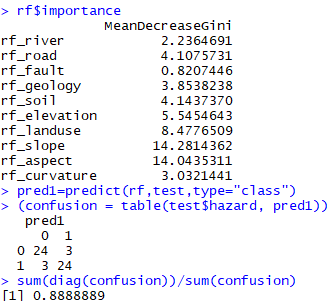 > rf$importance
             MeanDecreaseGini
rf_river            2.2364691
rf_road             4.1075731
rf_fault            0.8207446
rf_geology          3.8538238
rf_soil             4.1437370
rf_elevation        5.5454643
rf_landuse          8.4776509
rf_slope           14.2814362
rf_aspect          14.0435311
rf_curvature        3.0321441
> pred1=predict(rf,test,type="class")
> (confusion = table(test$hazard, pred1))
   pred1
     0  1
  0 24  3
  1  3 24
> sum(diag(confusion))/sum(confusion)
[1] 0.8888889